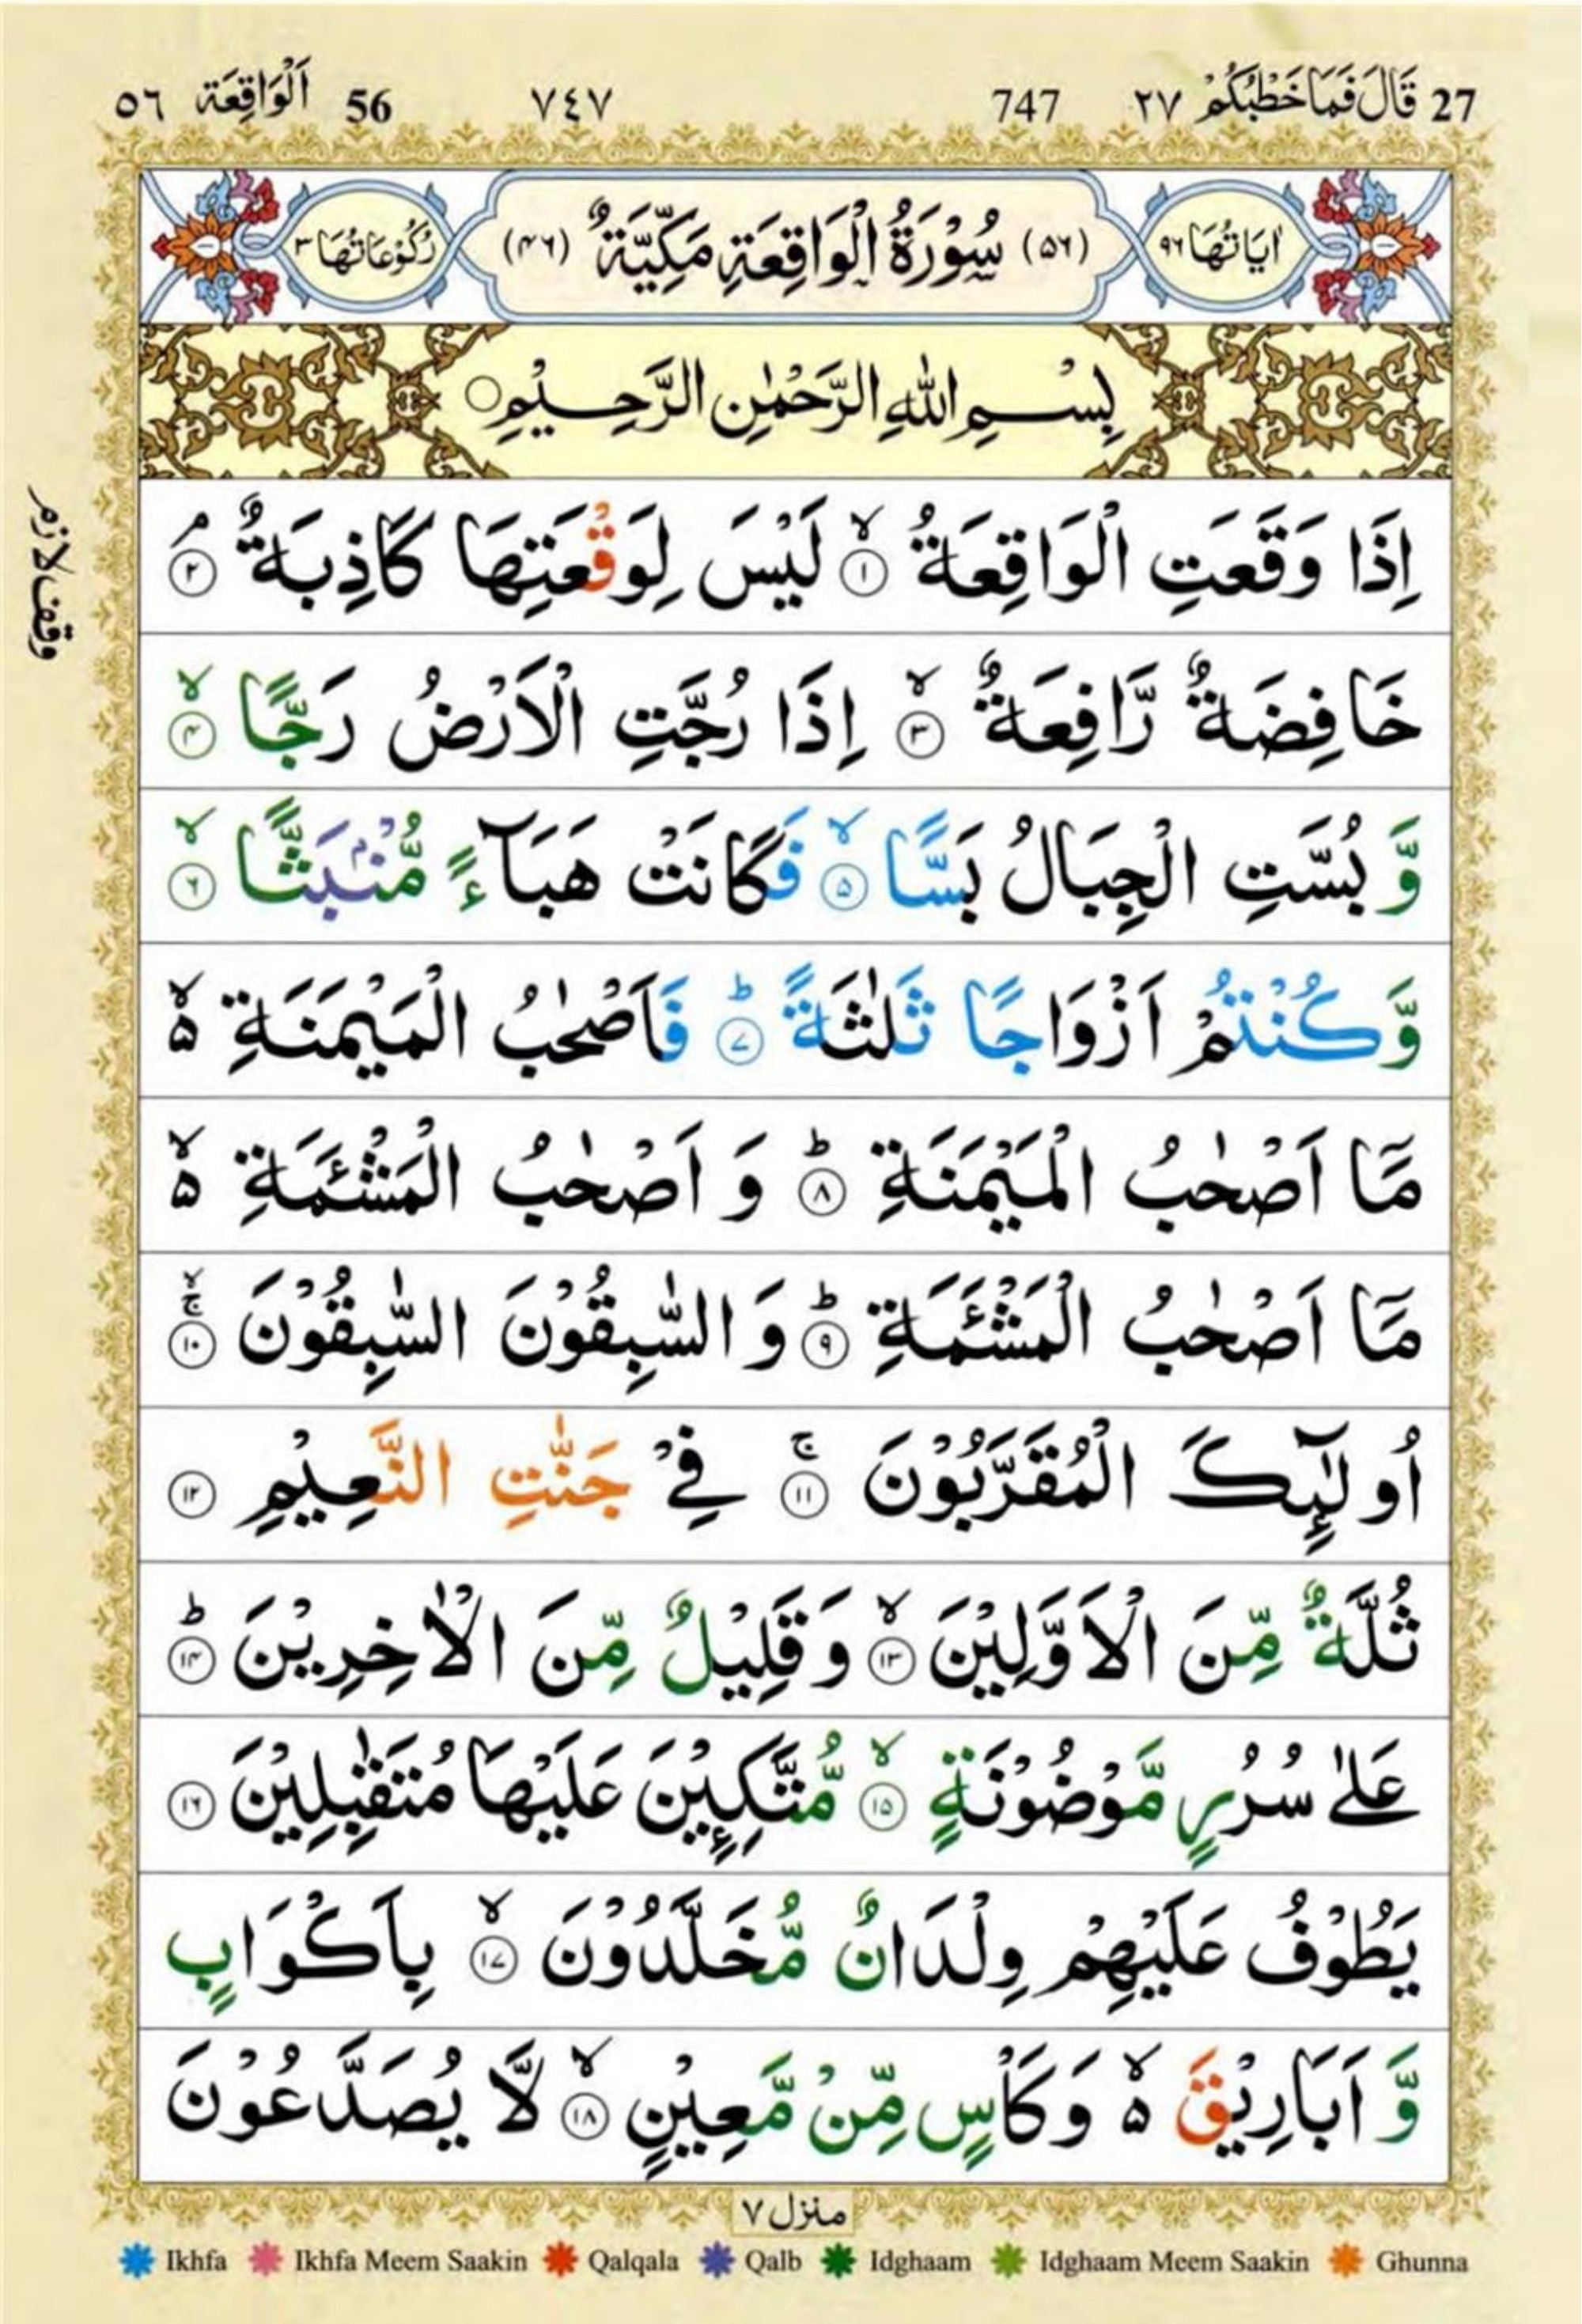 27 قَالَ فَمَا خَطْبُكُمْ ٢٧ 747 ٧٤٧ 56 اَلْوَاقِعَة ٥٦
اٰيَاتُهَا ٩٦ (٥٦) سُوْرَةُ الْوَاقِعَةِ مَكِّيَّةٌ (٤٦) رُكُوْعَاتُهَا ٣
بِسْمِ اللّٰهِ الرَّحْمٰنِ الرَّحِيْمِ ○
اِذَا وَقَعَتِ الْوَاقِعَةُ ۙ ١ لَيْسَ لِوَقْعَتِهَا كَاذِبَةٌ ۘ ٢
وقف لازم
خَافِضَةٌ رَّافِعَةٌ ۙ ٣ اِذَا رُجَّتِ الْاَرْضُ رَجًّا ۙ ٤
وَّ بُسَّتِ الْجِبَالُ بَسًّا ۙ ٥ فَكَانَتْ هَبَآءً مُّنْۢبَثًّا ۙ ٦
وَّ كُنْتُمْ اَزْوَاجًا ثَلٰثَةً ؕ ٧ فَاَصْحٰبُ الْمَيْمَنَةِ ۙ۵
مَاۤ اَصْحٰبُ الْمَيْمَنَةِ ؕ ٨ وَ اَصْحٰبُ الْمَشْـَٔمَةِ ۙ۵
مَاۤ اَصْحٰبُ الْمَشْـَٔمَةِ ؕ ٩ وَ السّٰبِقُوْنَ السّٰبِقُوْنَ ۚۙ ١٠
اُولٰٓئِكَ الْمُقَرَّبُوْنَ ۚ ١١ فِيْ جَنّٰتِ النَّعِيْمِ ١٢
ثُلَّةٌ مِّنَ الْاَوَّلِيْنَ ۙ ١٣ وَ قَلِيْلٌ مِّنَ الْاٰخِرِيْنَ ؕ ١٤
عَلٰى سُرُرٍ مَّوْضُوْنَةٍ ۙ ١٥ مُّتَّكِـِٕيْنَ عَلَيْهَا مُتَقٰبِلِيْنَ ١٦
يَطُوْفُ عَلَيْهِمْ وِلْدَانٌ مُّخَلَّدُوْنَ ۙ ١٧ بِاَكْوَابٍ
وَّ اَبَارِيْقَ ۙ۵ وَ كَاْسٍ مِّنْ مَّعِيْنٍ ۙ ١٨ لَّا يُصَدَّعُوْنَ
منزل ٧
Ikhfa Ikhfa Meem Saakin Qalqala Qalb Idghaam Idghaam Meem Saakin Ghunna